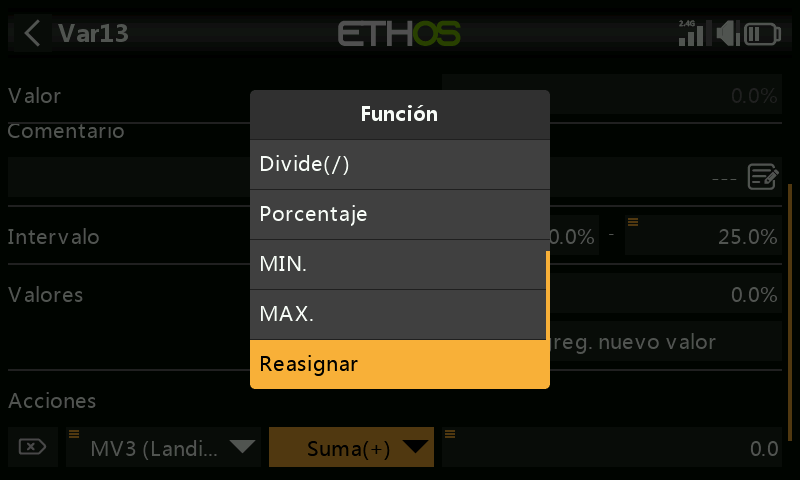 Var13
ETHOS
2.4G
Valor
0.0%
Comentario
---
Intervalo
0.0%
-
25.0%
Valores
0.0%
reg. nuevo valor
Acciones
MV3 (Landi...
Suma(+)
0.0
Función
Divide(/)
Porcentaje
MIN.
MAX.
Reasignar